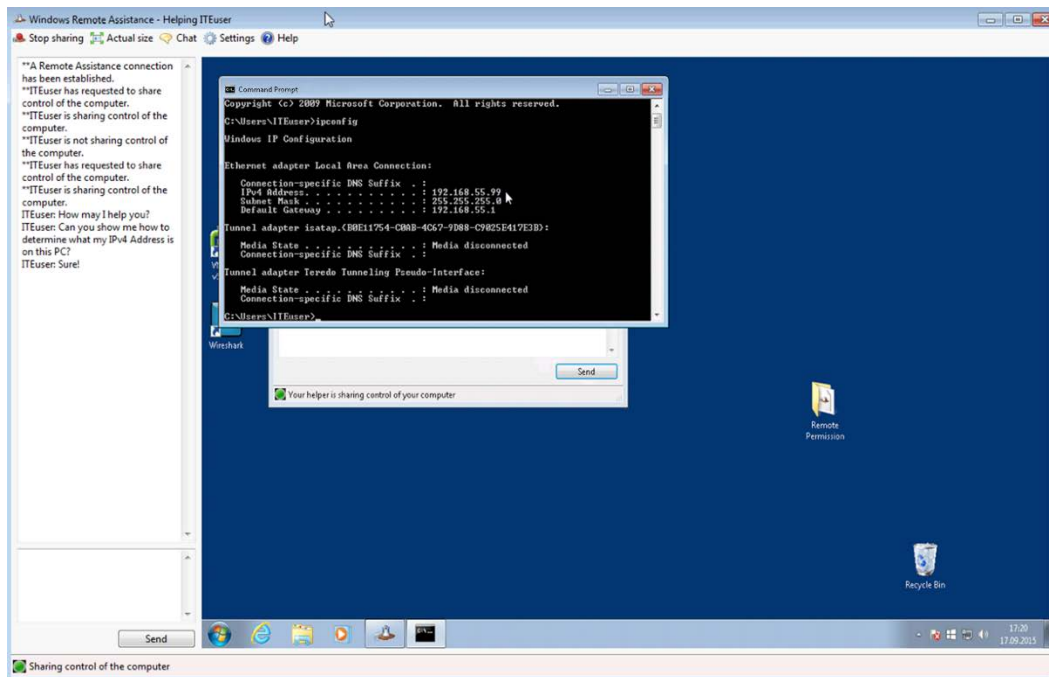 Windows Remote Assistance - Helping ITEuser
Stop sharing Actual size Chat Settings Help
**A Remote Assistance connection
has been established.
**ITEuser has requested to share
control of the computer.
**ITEuser is sharing control of the
computer.
**ITEuser is not sharing control of
the computer.
**ITEuser has requested to share
control of the computer.
**ITEuser is sharing control of the
computer.
ITEuser: How may I help you?
ITEuser: Can you show me how to
determine what my IPv4 Address is
on this PC?
ITEuser: Sure!
Send
Sharing control of the computer
Command Prompt
Copyright (c) 2009 Microsoft Corporation. All rights reserved.
C:\Users\ITEuser>ipconfig
Windows IP Configuration
Ethernet adapter Local Area Connection:
Connection-specific DNS Suffix . :
IPv4 Address. . . . . . . . . . . : 192.168.55.99
Subnet Mask . . . . . . . . . . . : 255.255.255.0
Default Gateway . . . . . . . . . : 192.168.55.1
Tunnel adapter isatap.{BBE11754-C0AB-4C67-9D88-C9025E417E3B}:
Media State . . . . . . . . . . . : Media disconnected
Connection-specific DNS Suffix . :
Tunnel adapter Teredo Tunneling Pseudo-Interface:
Media State . . . . . . . . . . . : Media disconnected
Connection-specific DNS Suffix . :
C:\Users\ITEuser>_
Wireshark
Send
Your helper is sharing control of your computer
Remote
Permission
Recycle Bin
17:20
17.09.2015